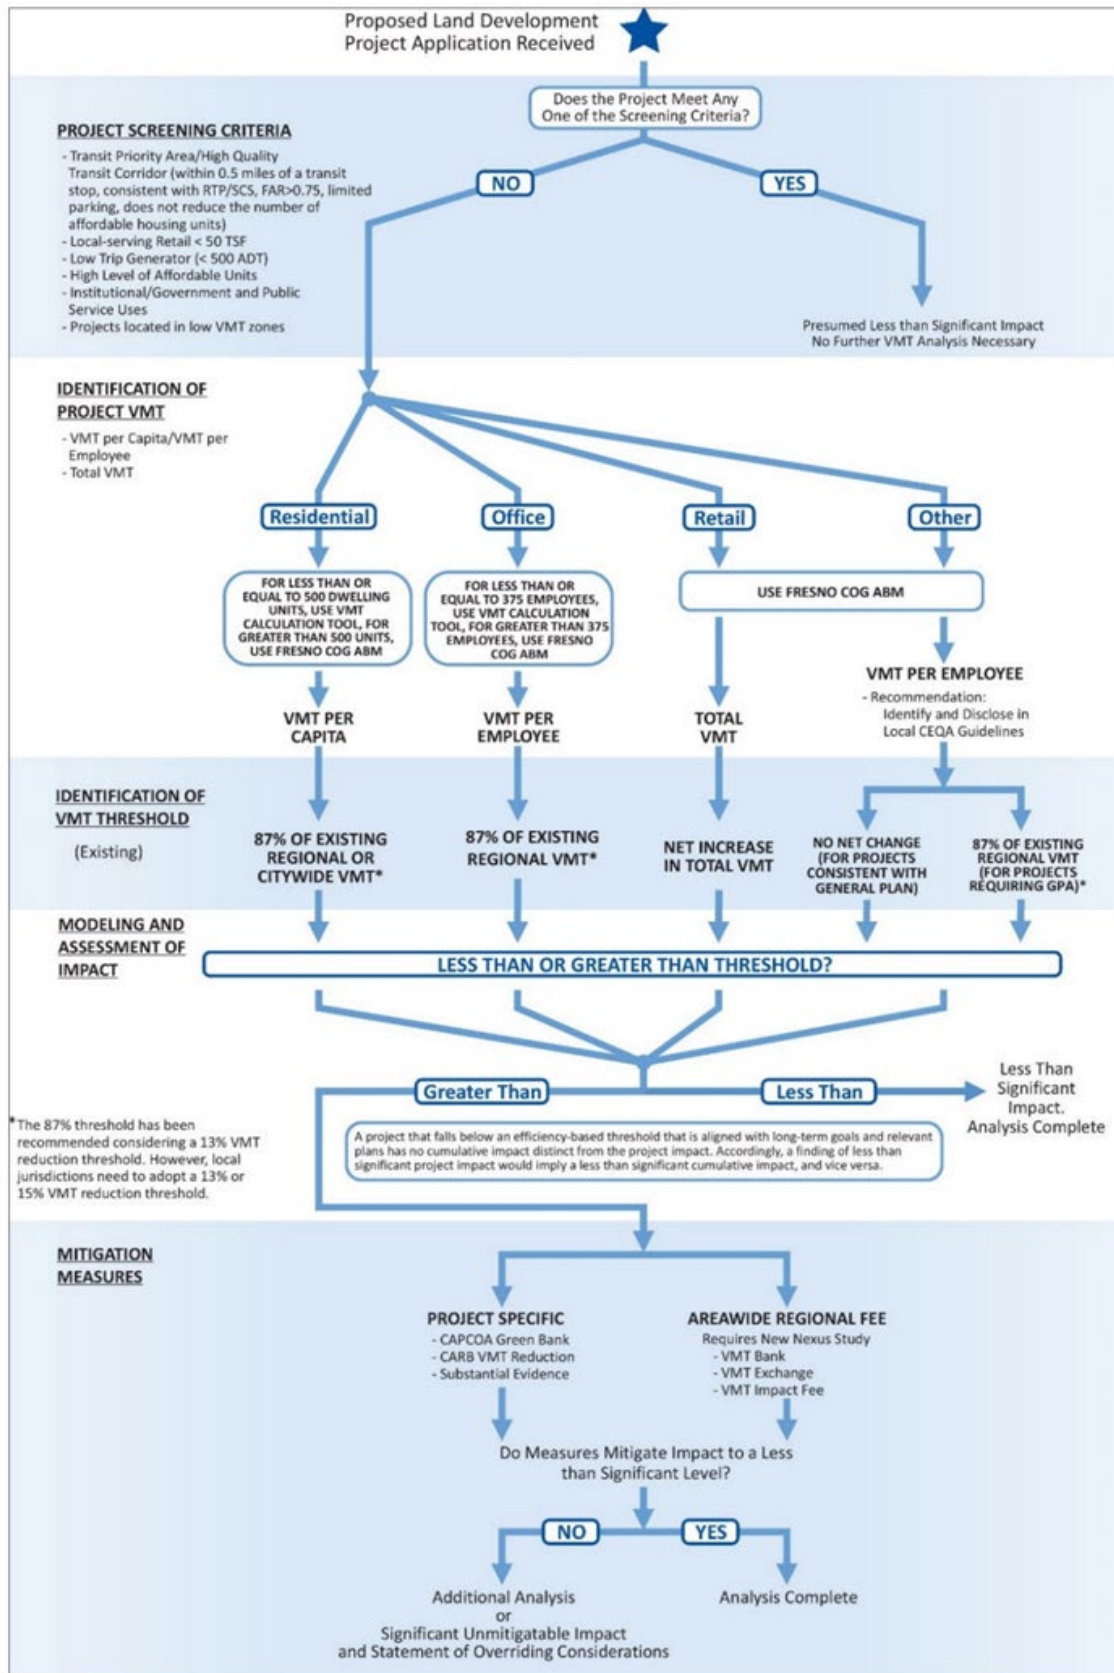 Proposed Land Development
Project Application Received
Does the Project Meet Any
One of the Screening Criteria?
PROJECT SCREENING CRITERIA
- Transit Priority Area/High Quality
Transit Corridor (within 0.5 miles of a transit
stop, consistent with RTP/SCS, FAR>0.75, limited
parking, does not reduce the number of
affordable housing units)
- Local-serving Retail < 50 TSF
- Low Trip Generator (< 500 ADT)
- High Level of Affordable Units
- Institutional/Government and Public
Service Uses
- Projects located in low VMT zones
NO
YES
Presumed Less than Significant Impact
No Further VMT Analysis Necessary
IDENTIFICATION OF
PROJECT VMT
- VMT per Capita/VMT per
Employee
- Total VMT
Residential
Office
Retail
Other
FOR LESS THAN OR
EQUAL TO 500 DWELLING
UNITS, USE VMT
CALCULATION TOOL, FOR
GREATER THAN 500 UNITS,
USE FRESNO COG ABM
FOR LESS THAN OR
EQUAL TO 375 EMPLOYEES,
USE VMT CALCULATION
TOOL, FOR GREATER THAN 375
EMPLOYEES, USE FRESNO
COG ABM
USE FRESNO COG ABM
VMT PER
CAPITA
VMT PER
EMPLOYEE
TOTAL
VMT
VMT PER EMPLOYEE
- Recommendation:
Identify and Disclose in
Local CEQA Guidelines
IDENTIFICATION OF
VMT THRESHOLD
(Existing)
87% OF EXISTING
REGIONAL OR
CITYWIDE VMT*
87% OF EXISTING
REGIONAL VMT*
NET INCREASE
IN TOTAL VMT
NO NET CHANGE
(FOR PROJECTS
CONSISTENT WITH
GENERAL PLAN)
87% OF EXISTING
REGIONAL VMT
(FOR PROJECTS
REQUIRING GPA)*
MODELING AND
ASSESSMENT OF
IMPACT
LESS THAN OR GREATER THAN THRESHOLD?
Greater Than
Less Than
Less Than
Significant
Impact.
Analysis Complete
*The 87% threshold has been
recommended considering a 13% VMT
reduction threshold. However, local
jurisdictions need to adopt a 13% or
15% VMT reduction threshold.
A project that falls below an efficiency-based threshold that is aligned with long-term goals and relevant
plans has no cumulative impact distinct from the project impact. Accordingly, a finding of less than
significant project impact would imply a less than significant cumulative impact, and vice versa.
MITIGATION
MEASURES
PROJECT SPECIFIC
- CAPCOA Green Bank
- CARB VMT Reduction
- Substantial Evidence
AREAWIDE REGIONAL FEE
Requires New Nexus Study
- VMT Bank
- VMT Exchange
- VMT Impact Fee
Do Measures Mitigate Impact to a Less
than Significant Level?
NO
YES
Additional Analysis
or
Significant Unmitigatable Impact
and Statement of Overriding Considerations
Analysis Complete